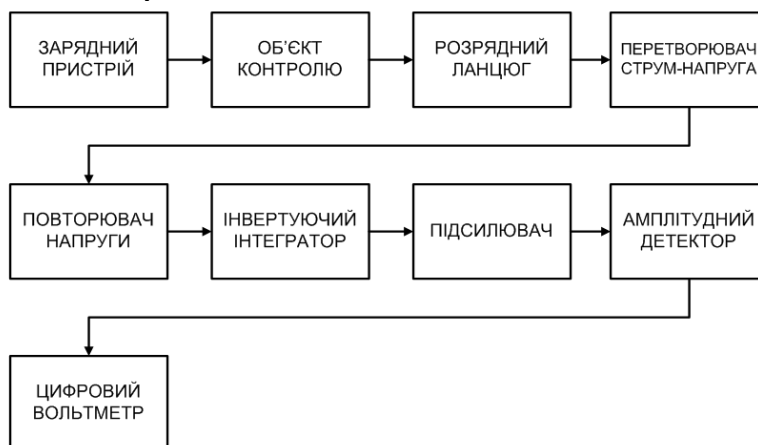 ЗАРЯДНИЙ
ПРИСТРІЙ
ОБ'ЄКТ
КОНТРОЛЮ
РОЗРЯДНИЙ
ЛАНЦЮГ
ПЕРЕТВОРЮВАЧ
СТРУМ-НАПРУГА
ПОВТОРЮВАЧ
НАПРУГИ
ІНВЕРТУЮЧИЙ
ІНТЕГРАТОР
ПІДСИЛЮВАЧ
АМПЛІТУДНИЙ
ДЕТЕКТОР
ЦИФРОВИЙ
ВОЛЬТМЕТР